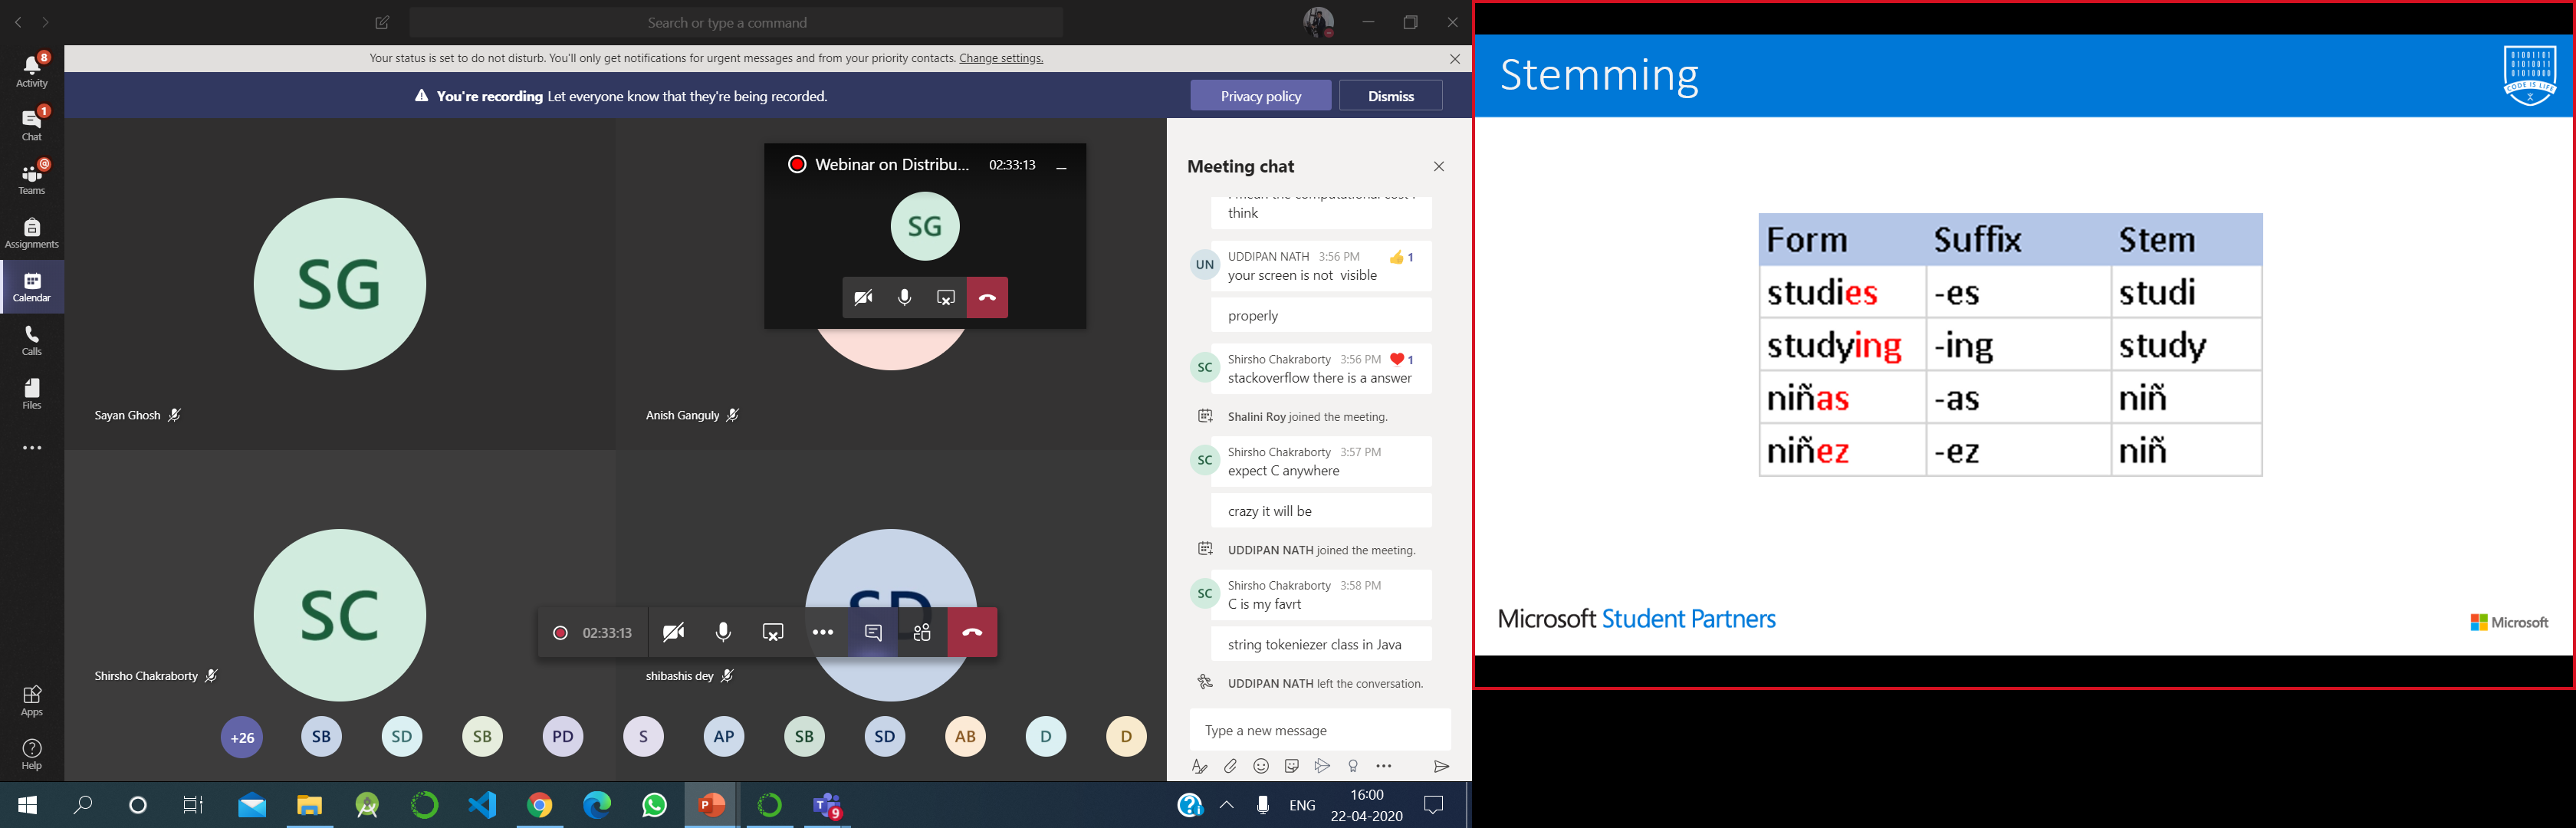 Search or type a command
Your status is set to do not disturb. You'll only get notifications for urgent messages and from your priority contacts. Change settings.
You're recording Let everyone know that they're being recorded.
Privacy policy
Dismiss
8
Activity
1
Chat
@
Teams
Assignments
Calendar
Calls
Files
Apps
Help
SG
Sayan Ghosh
Webinar on Distribu... 02:33:13
SG
Anish Ganguly
SC
Shirsho Chakraborty
SD
shibashis dey
02:33:13
+26 SB SD SB PD S AP SB SD AB D D
Meeting chat
think
UN
UDDIPAN NATH 3:56 PM 👍 1
your screen is not visible
properly
SC
Shirsho Chakraborty 3:56 PM ❤ 1
stackoverflow there is a answer
Shalini Roy joined the meeting.
SC
Shirsho Chakraborty 3:57 PM
expect C anywhere
crazy it will be
UDDIPAN NATH joined the meeting.
SC
Shirsho Chakraborty 3:58 PM
C is my favrt
string tokeniezer class in Java
UDDIPAN NATH left the conversation.
Type a new message
9
ENG
16:00
22-04-2020
Stemming
01001101
01010011
01010000
CODE IS LIFE
Form Suffix Stem
studies -es studi
studying -ing study
niñas -as niñ
niñez -ez niñ
Microsoft Student Partners
Microsoft